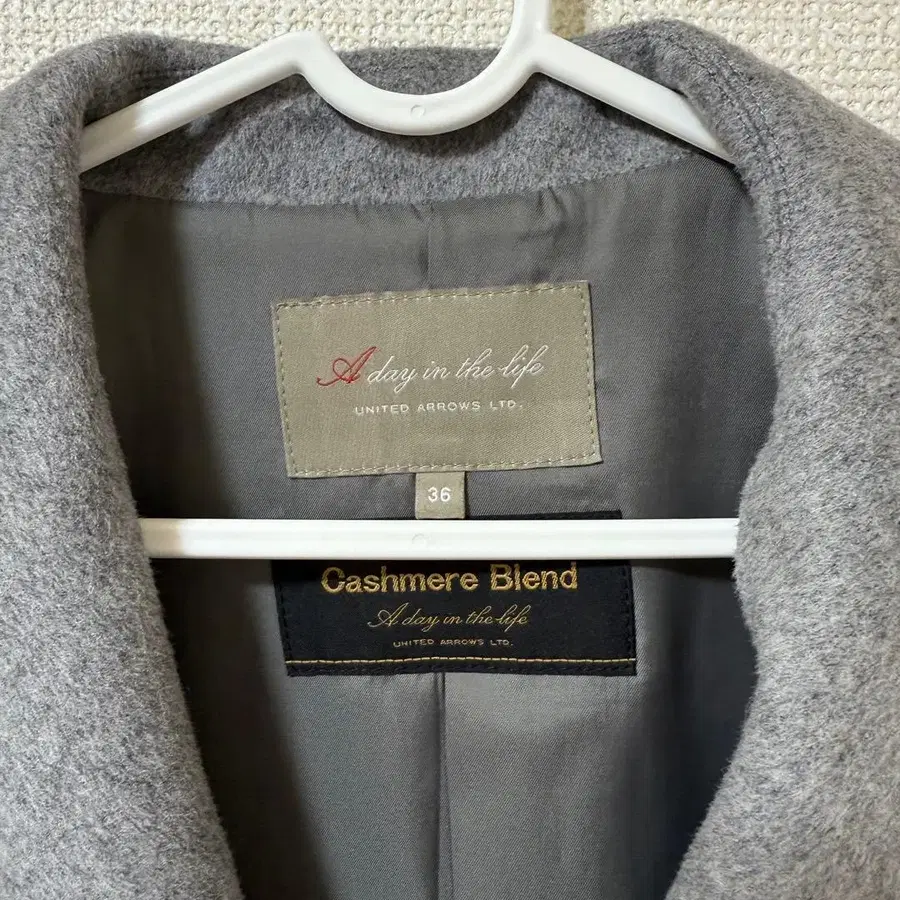 A day in the life
UNITED ARROWS LTD.
36
Cashmere Blend
A day in the life
UNITED ARROWS LTD.